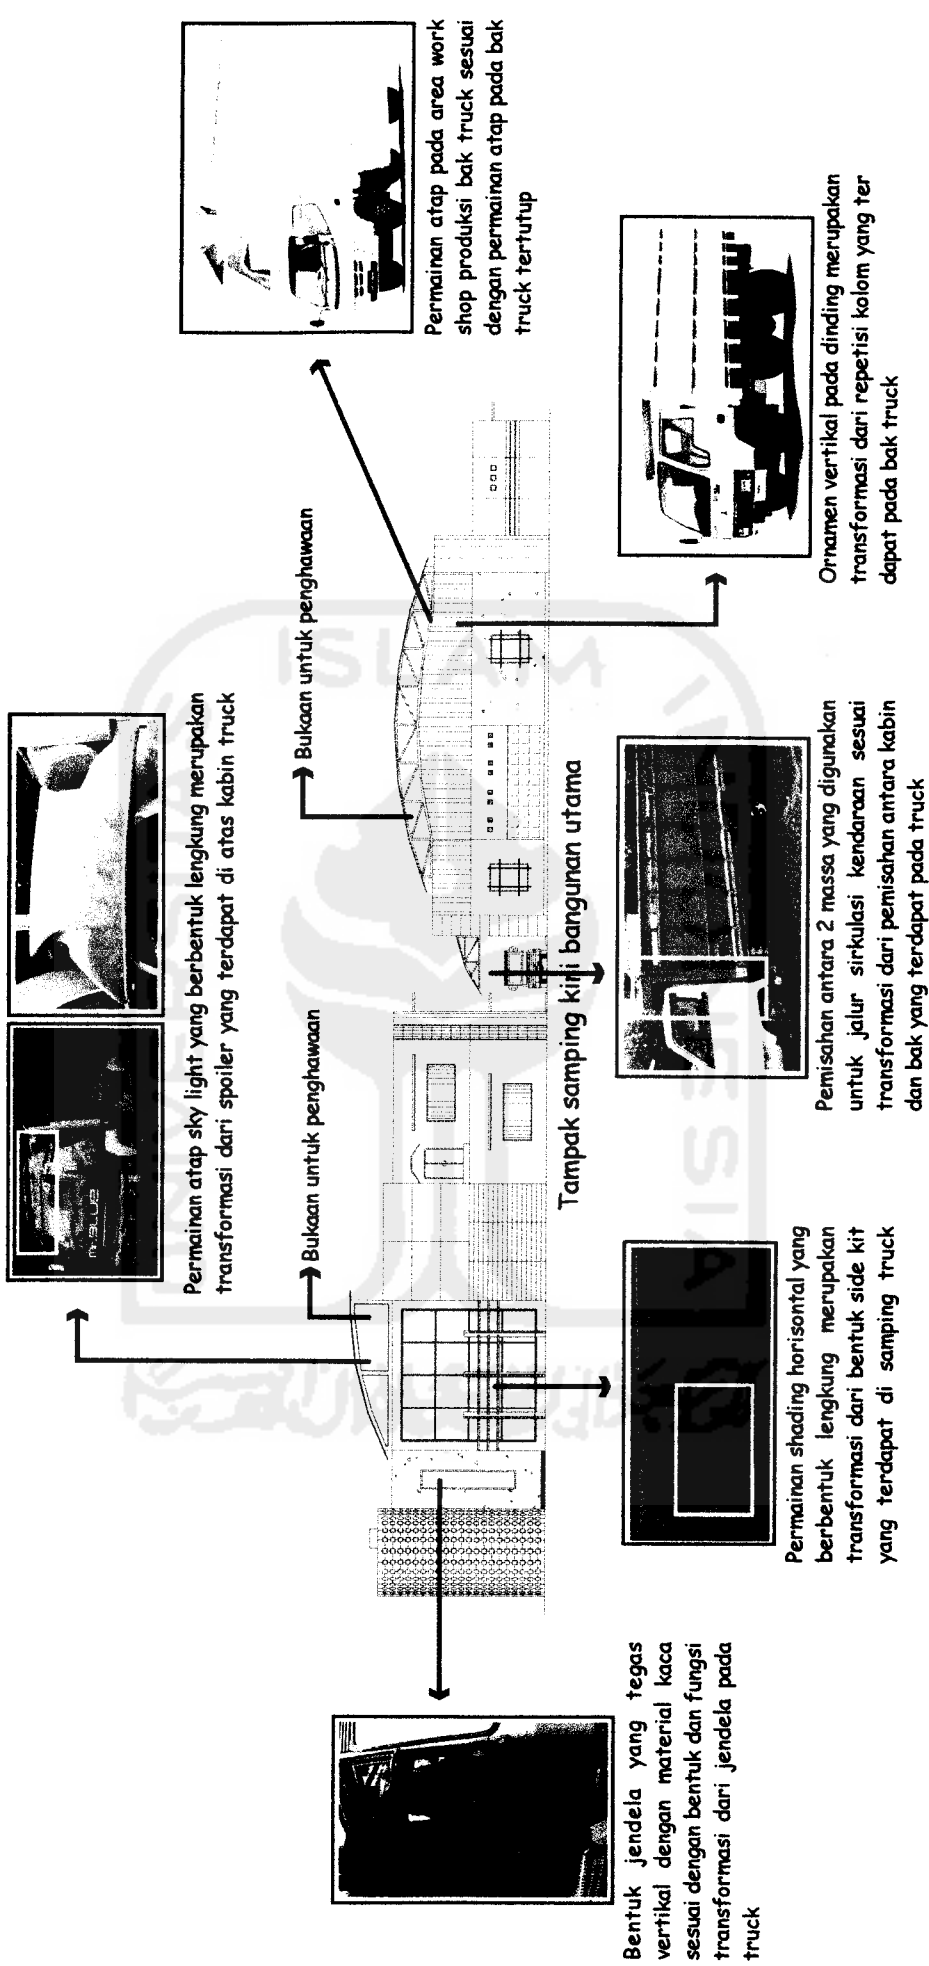 Permainan atap sky light yang berbentuk lengkung merupakan
transformasi dari spoiler yang terdapat di atas kabin truck
Permainan atap pada area work
shop produksi bak truck sesuai
dengan permainan atap pada bak
truck tertutup
Bukaan untuk penghawaan
Bukaan untuk penghawaan
Tampak samping kiri bangunan utama
Bentuk jendela yang tegas
vertikal dengan material kaca
sesuai dengan bentuk dan fungsi
transformasi dari jendela pada
truck
Permainan shading horisontal yang
berbentuk lengkung merupakan
transformasi dari bentuk side kit
yang terdapat di samping truck
Pemisahan antara 2 massa yang digunakan
untuk jalur sirkulasi kendaraan sesuai
transformasi dari pemisahan antara kabin
dan bak yang terdapat pada truck
Ornamen vertikal pada dinding merupakan
transformasi dari repetisi kolom yang ter
dapat pada bak truck
UNIVERSITAS
ISLAM
INDONESIA